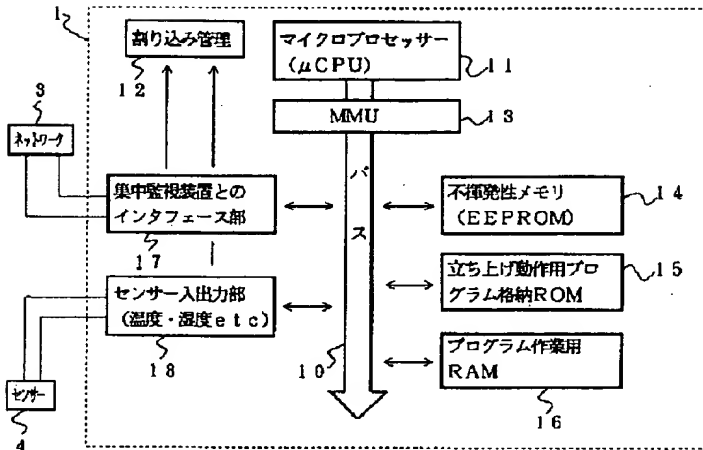 1
割り込み管理
12
マイクロプロセッサー
(μCPU)
11
MMU
13
3
ネットワーク
集中監視装置との
インタフェース部
17
バス
不揮発性メモリ
(EEPROM)
14
立ち上げ動作用プロ
グラム格納ROM
15
センサー入出力部
(温度・湿度etc)
18
10
プログラム作業用
RAM
16
センサー
4